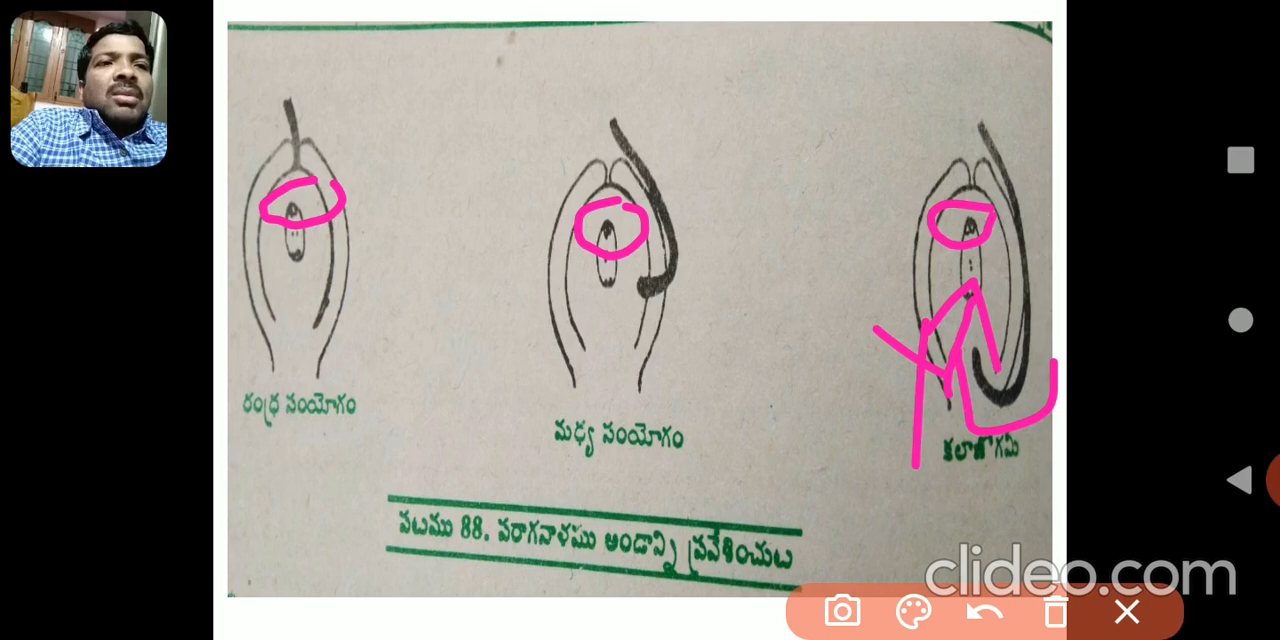 రంధ్ర సంయోగం
మధ్య సంయోగం
పటము 88. పరాగనాళము అండాన్ని ప్రవేశించుట
clideo.com